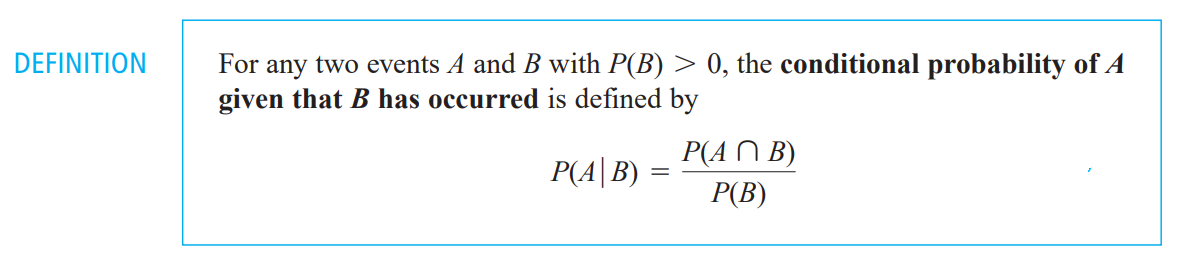 DEFINITION
For any two events A and B with P(B) > 0, the conditional probability of A
given that B has occurred is defined by
P(A|B) = P(A ∩ B) / P(B)